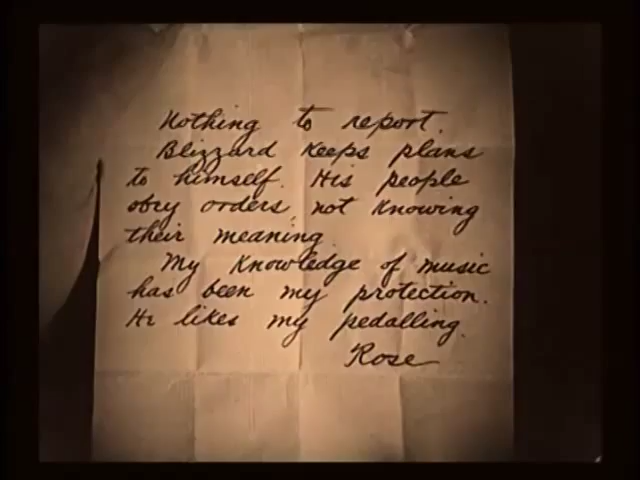 Nothing to report.
Blizzard keeps plans
to himself. His people
obey orders, not knowing
their meaning.
My knowledge of music
has been my protection.
He likes my pedalling.
Rose